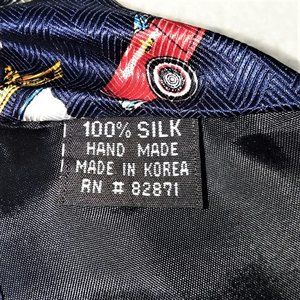 100% SILK
HAND MADE
MADE IN KOREA
RN # 82871